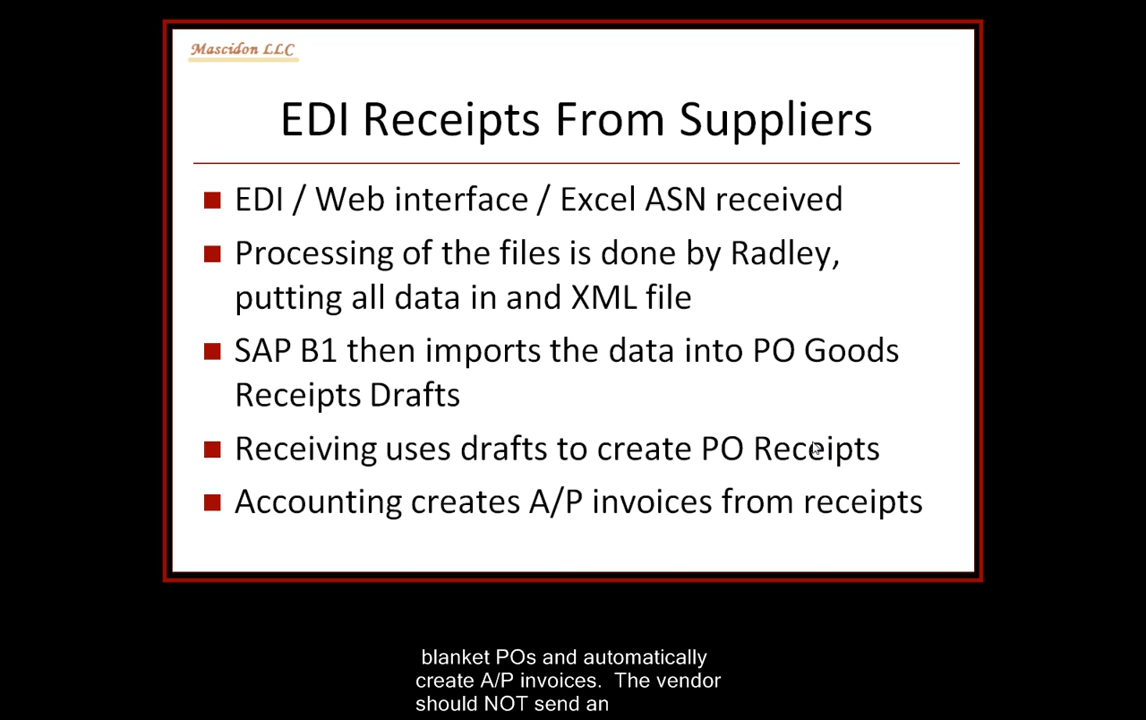 Mascidon LLC
EDI Receipts From Suppliers
EDI / Web interface / Excel ASN received
Processing of the files is done by Radley,
putting all data in and XML file
SAP B1 then imports the data into PO Goods
Receipts Drafts
Receiving uses drafts to create PO Receipts
Accounting creates A/P invoices from receipts
blanket POs and automatically
create A/P invoices. The vendor
should NOT send an